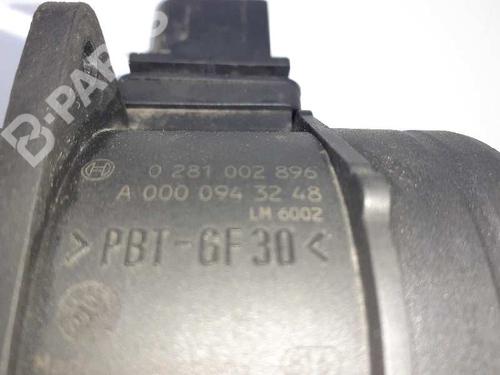 B-PARTS
0 281 002 896
A 000 094 32 48
LM 6002
>PBT-GF30<